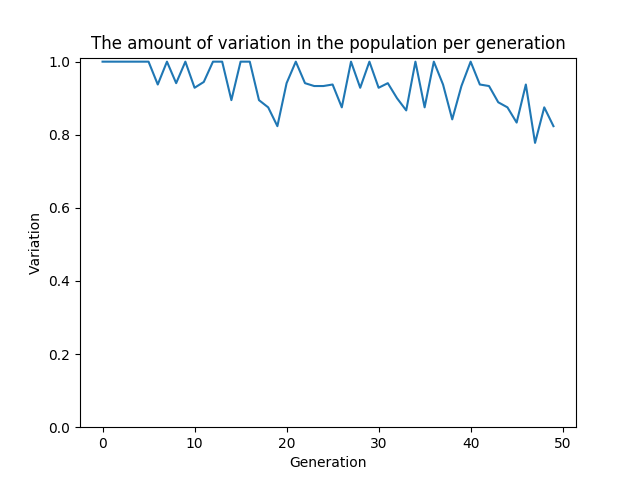 The amount of variation in the population per generation
1.0
0.8
0.6
0.4
0.2
0.0
Variation
0 10 20 30 40 50
Generation